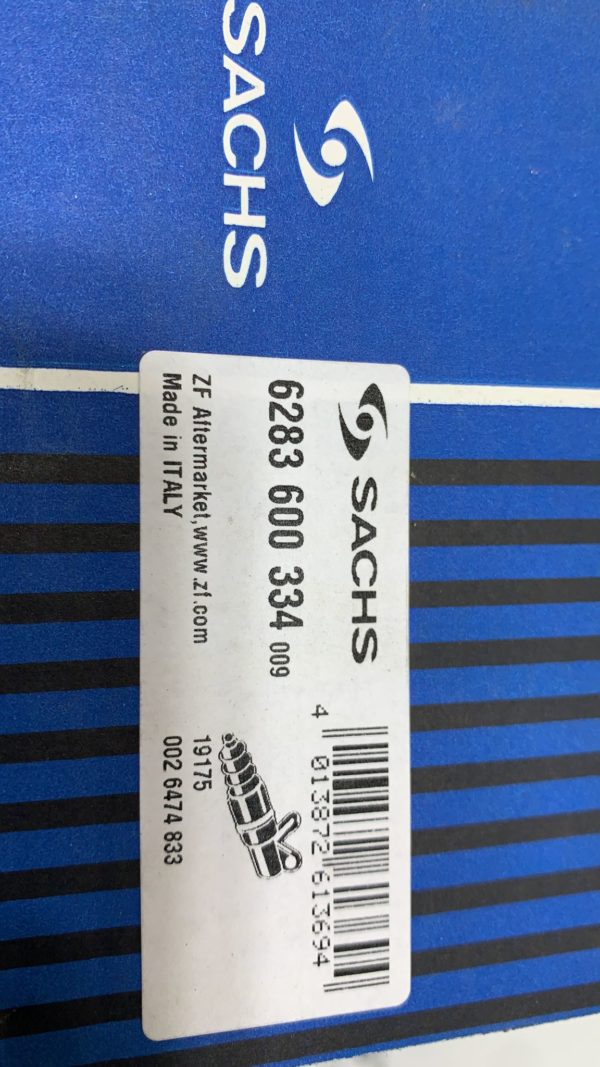 SACHS
SACHS
6283 600 334 009
ZF Aftermarket,www.zf.com
Made in ITALY
4 013872 613694
19175
002 6474 833